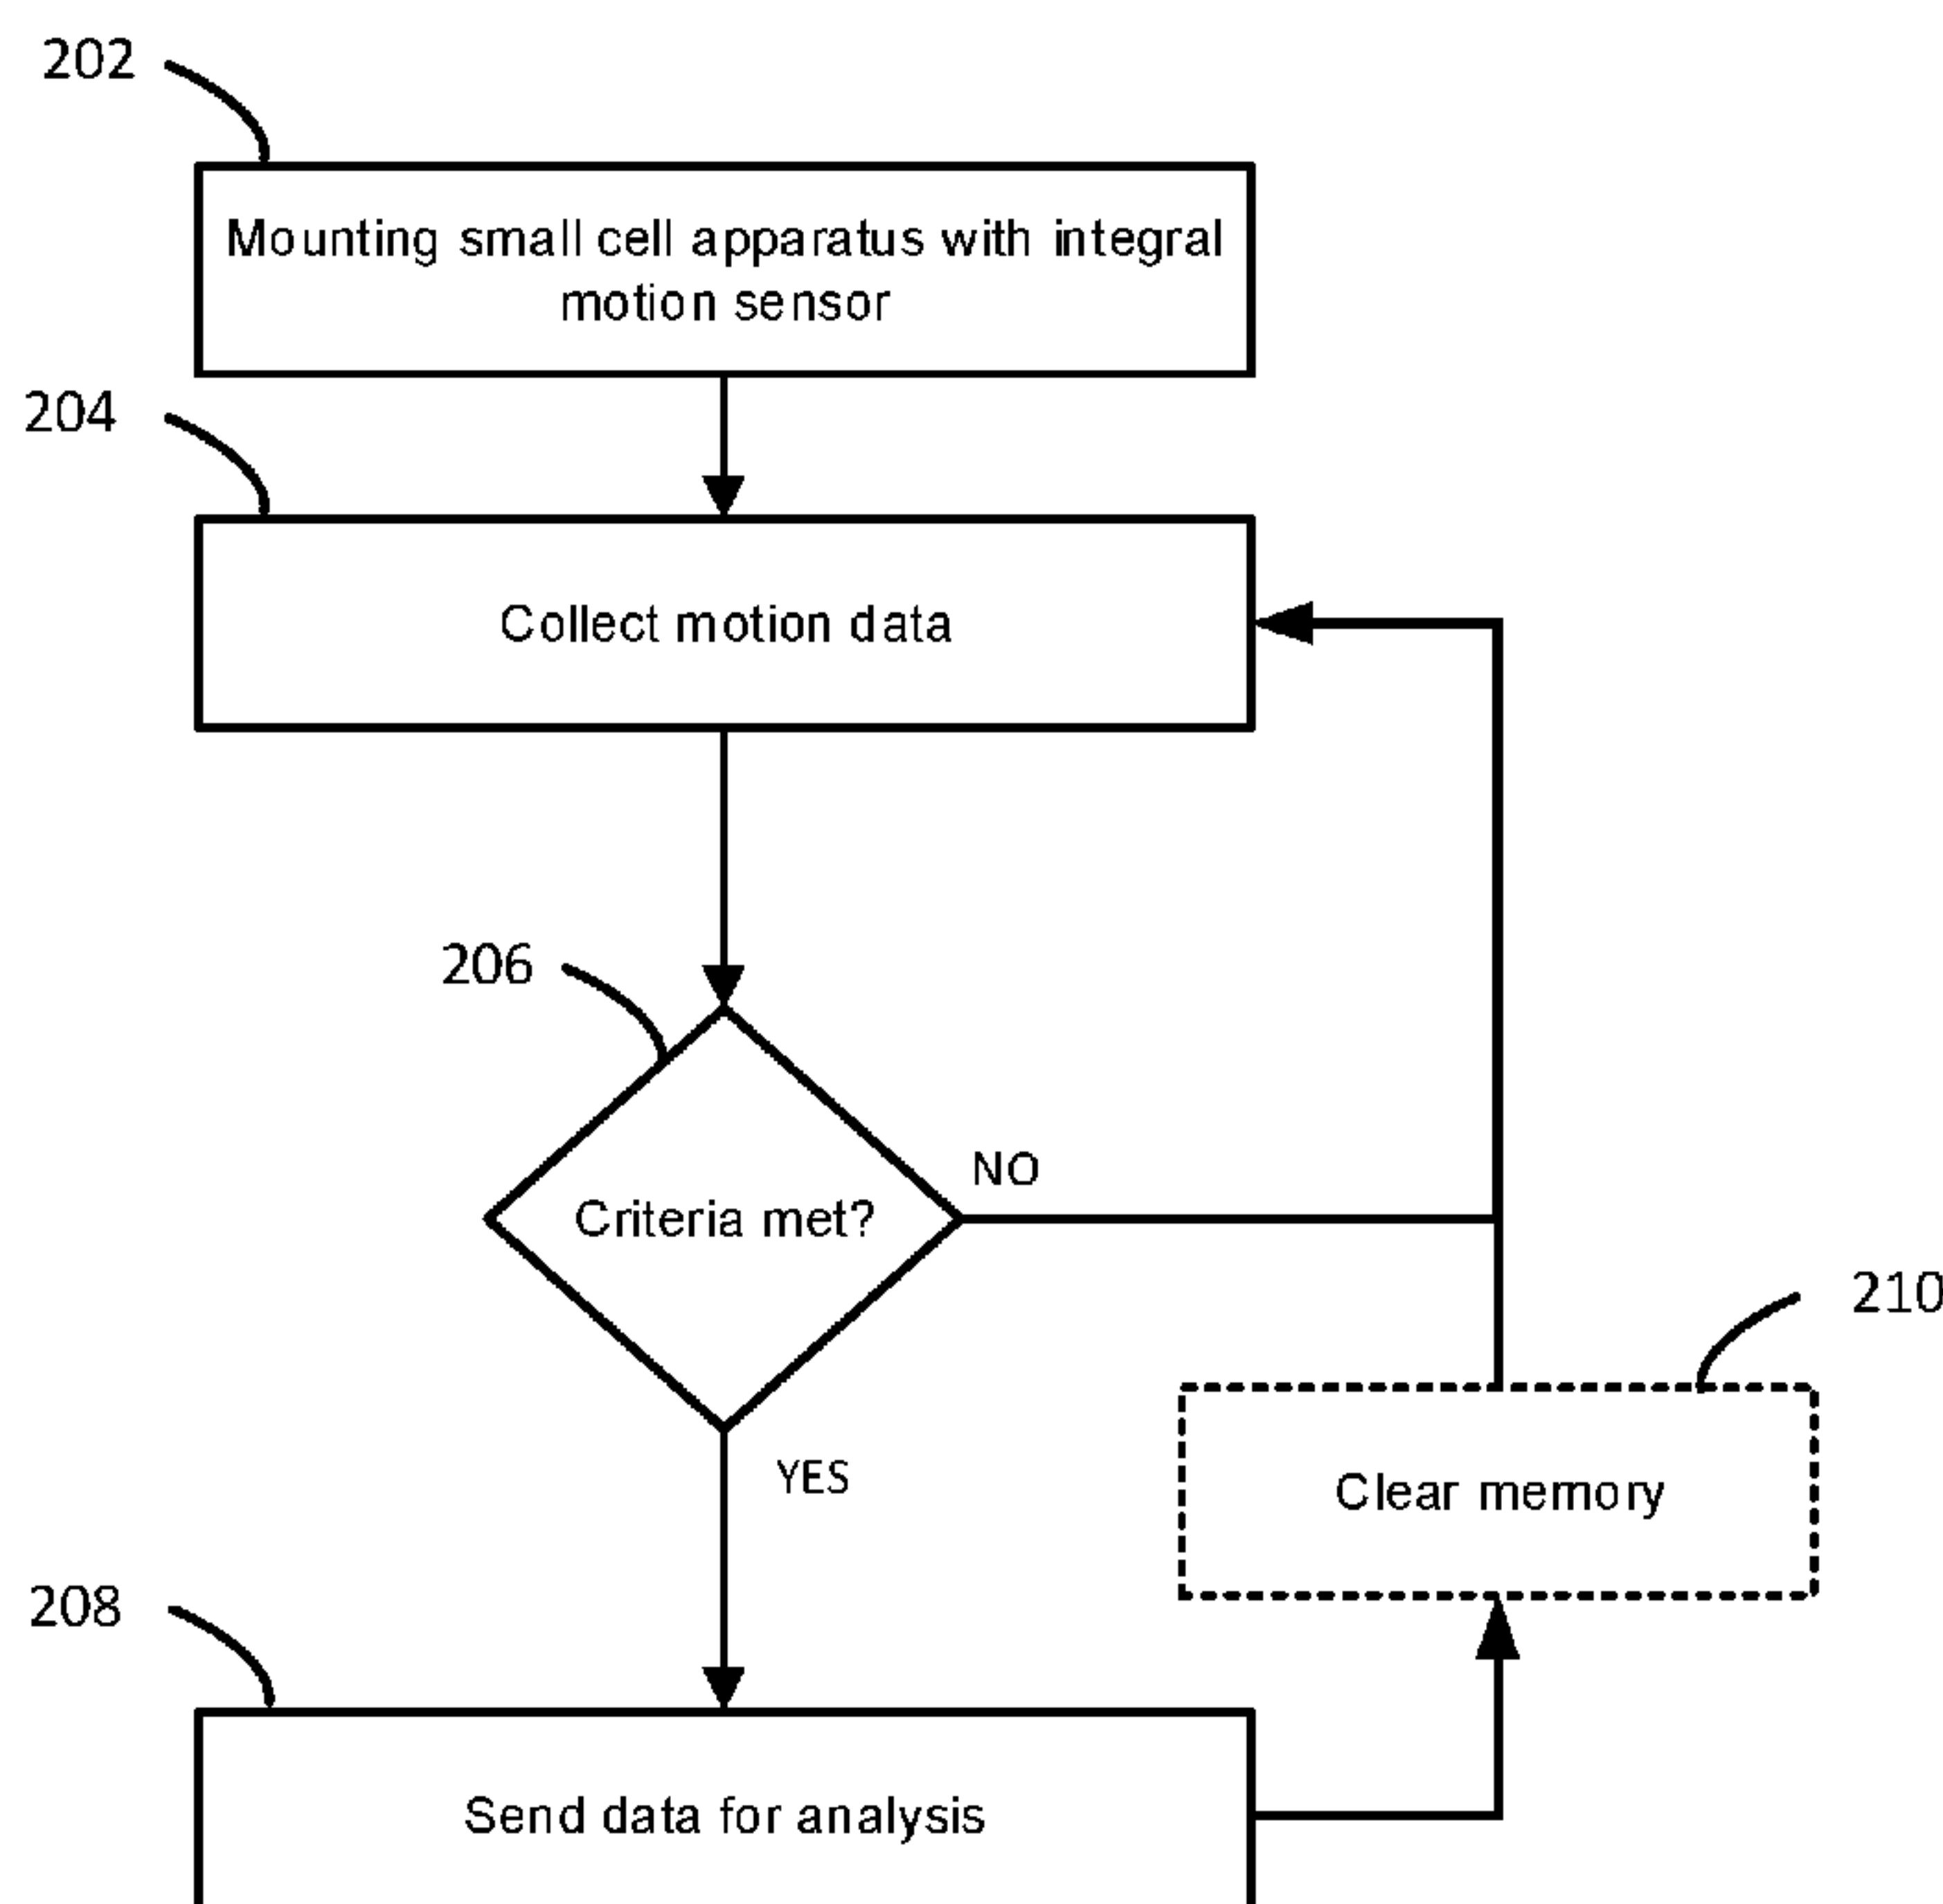 202
Mounting small cell apparatus with integral
motion sensor
204
Collect motion data
206
NO
Criteria met?
210
YES
Clear memory
208
Send data for analysis